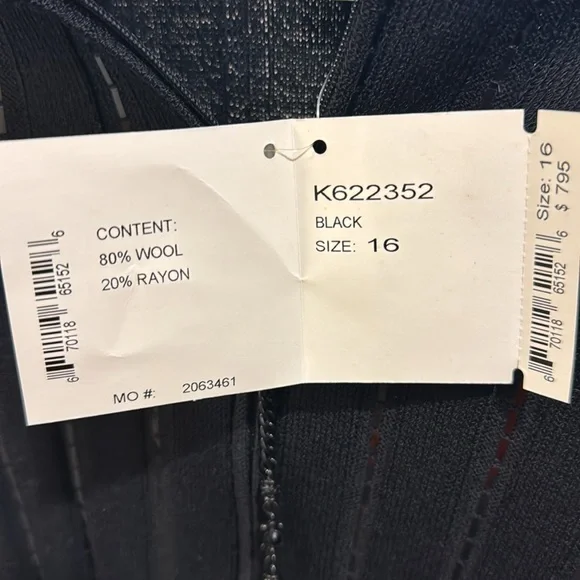 CONTENT:
80% WOOL
20% RAYON
6 70118 65152 6
MO #: 2063461
K622352
BLACK
SIZE: 16
Size: 16
$ 795
6 70118 65152 6